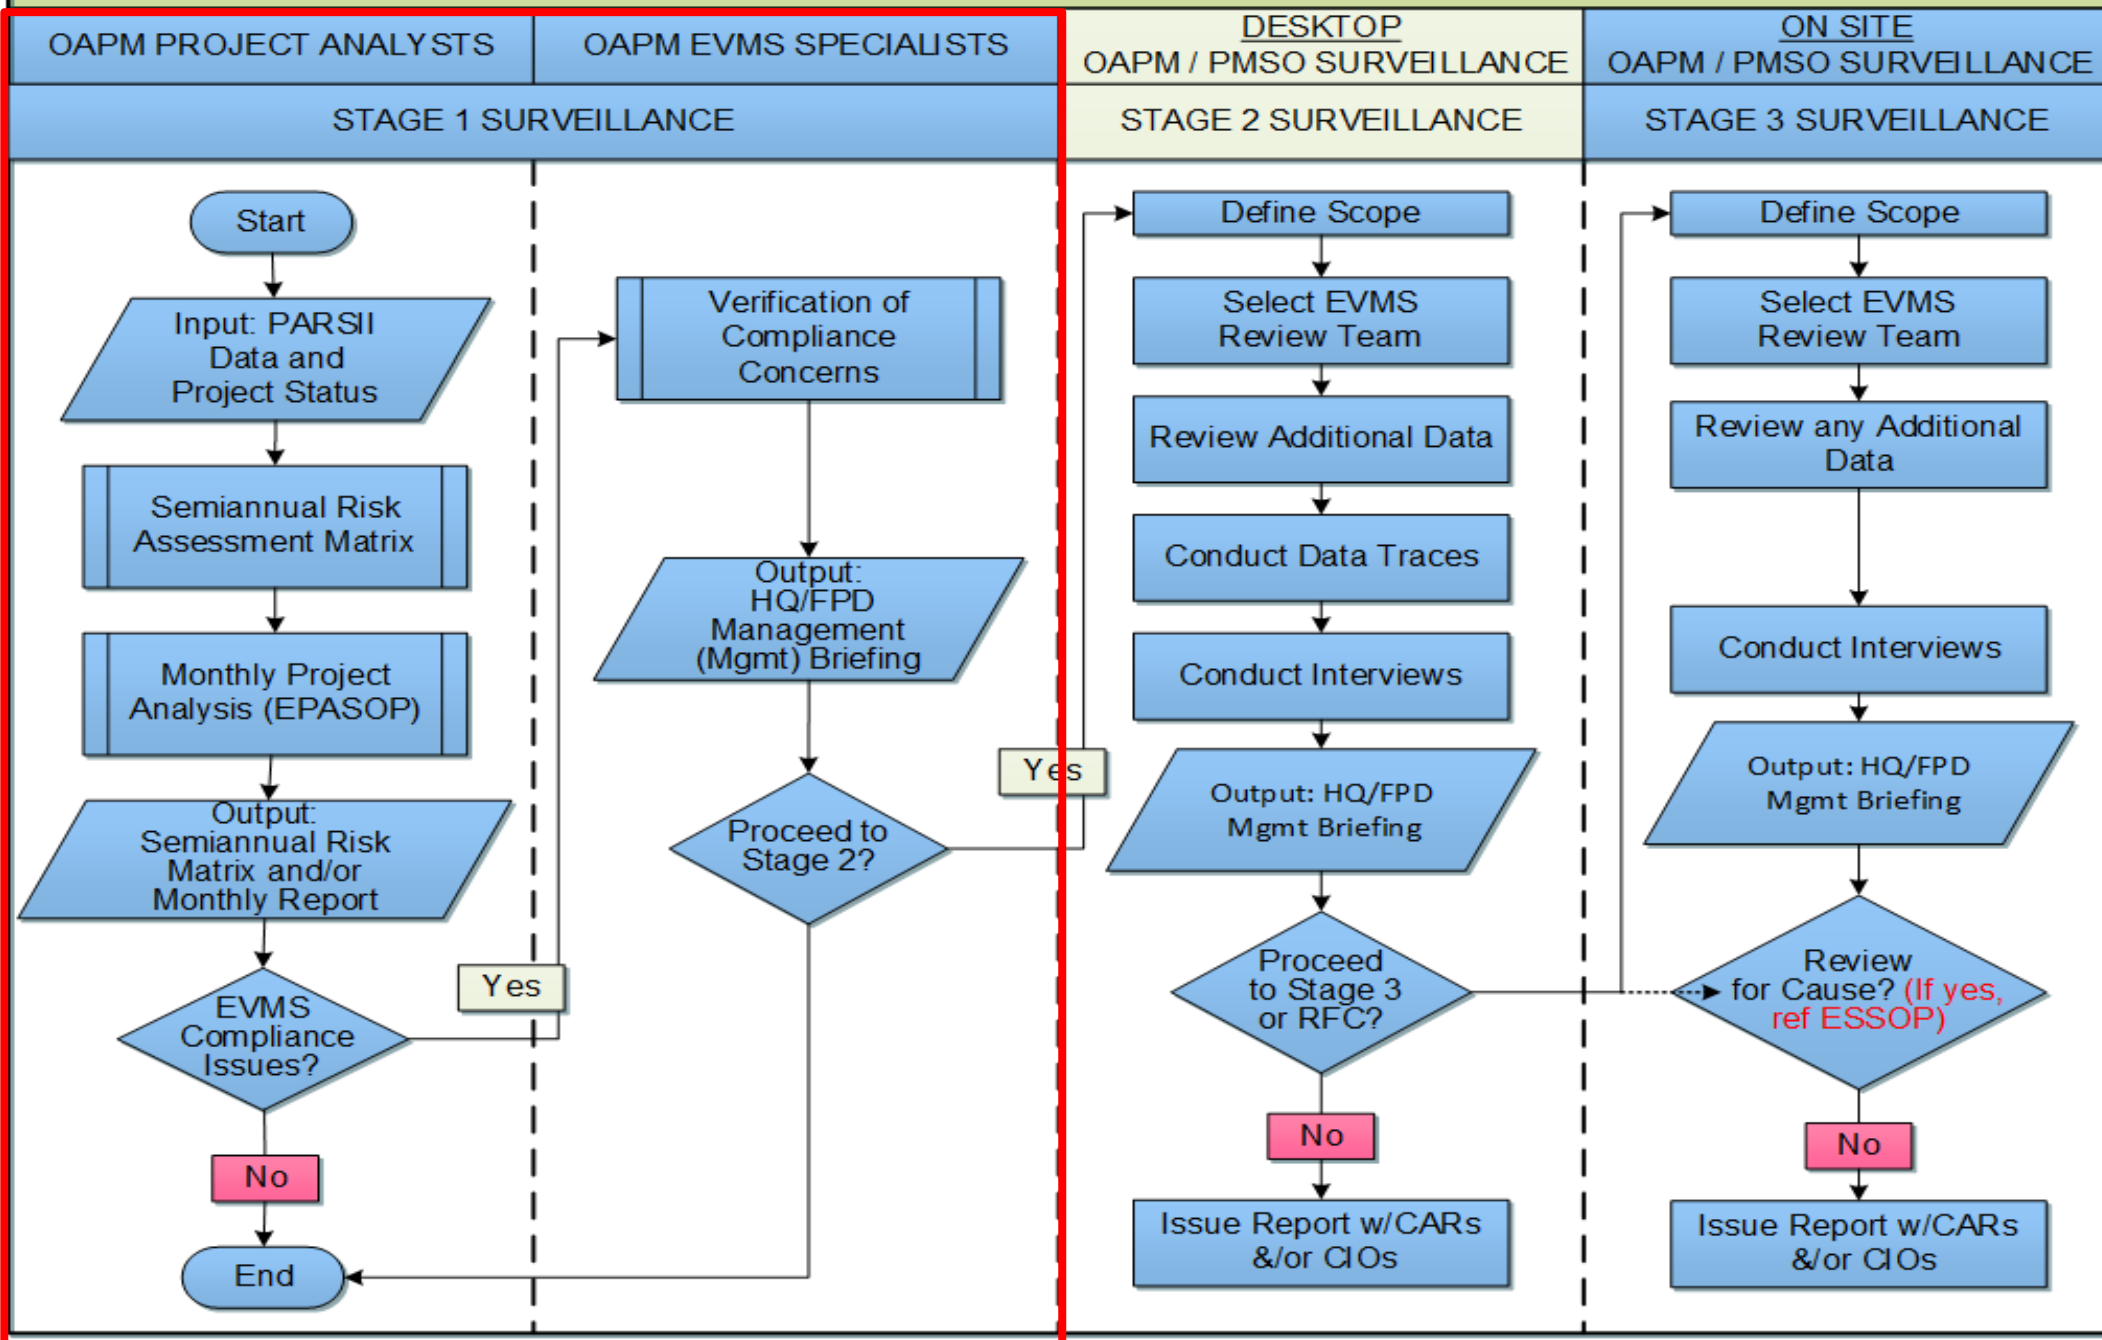 OAPM PROJECT ANALYSTS
OAPM EVMS SPECIALISTS
DESKTOP
OAPM / PMSO SURVEILLANCE
ON SITE
OAPM / PMSO SURVEILLANCE
STAGE 1 SURVEILLANCE
STAGE 2 SURVEILLANCE
STAGE 3 SURVEILLANCE
Start
Input: PARSII
Data and
Project Status
Semiannual Risk
Assessment Matrix
Monthly Project
Analysis (EPASOP)
Output:
Semiannual Risk
Matrix and/or
Monthly Report
EVMS
Compliance
Issues?
Yes
No
End
Verification of
Compliance
Concerns
Output:
HQ/FPD
Management
(Mgmt) Briefing
Proceed to
Stage 2?
Yes
Define Scope
Select EVMS
Review Team
Review Additional Data
Conduct Data Traces
Conduct Interviews
Output: HQ/FPD
Mgmt Briefing
Proceed
to Stage 3
or RFC?
No
Issue Report w/CARs
&/or CIOs
Define Scope
Select EVMS
Review Team
Review any Additional
Data
Conduct Interviews
Output: HQ/FPD
Mgmt Briefing
Review
for Cause? (If yes,
ref ESSOP)
No
Issue Report w/CARs
&/or CIOs